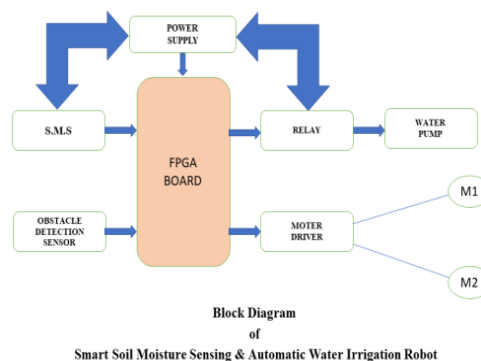 POWER
SUPPLY
S.M.S
FPGA
BOARD
RELAY
WATER
PUMP
OBSTACLE
DETECTION
SENSOR
MOTER
DRIVER
M1
M2
Block Diagram
of
Smart Soil Moisture Sensing & Automatic Water Irrigation Robot